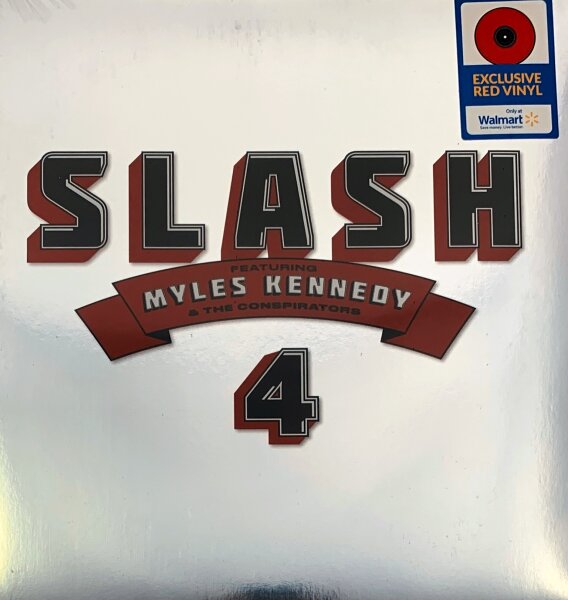 EXCLUSIVE
RED VINYL
Only at
Walmart
Save money. Live better.
SLASH
FEATURING
MYLES KENNEDY
& THE CONSPIRATORS
4